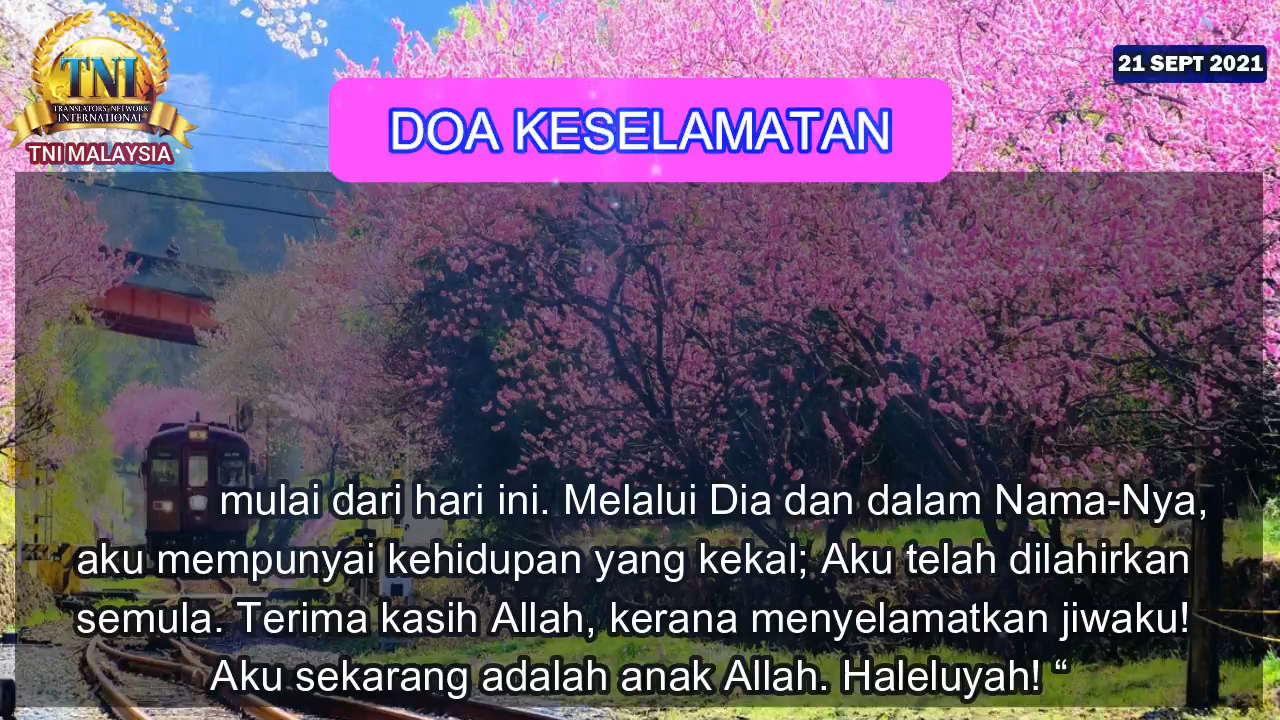 TNI
TRANSLATORS NETWORK
INTERNATIONAL
TNI MALAYSIA
21 SEPT 2021
DOA KESELAMATAN
mulai dari hari ini. Melalui Dia dan dalam Nama-Nya,
aku mempunyai kehidupan yang kekal; Aku telah dilahirkan
semula. Terima kasih Allah, kerana menyelamatkan jiwaku!
Aku sekarang adalah anak Allah. Haleluyah! “